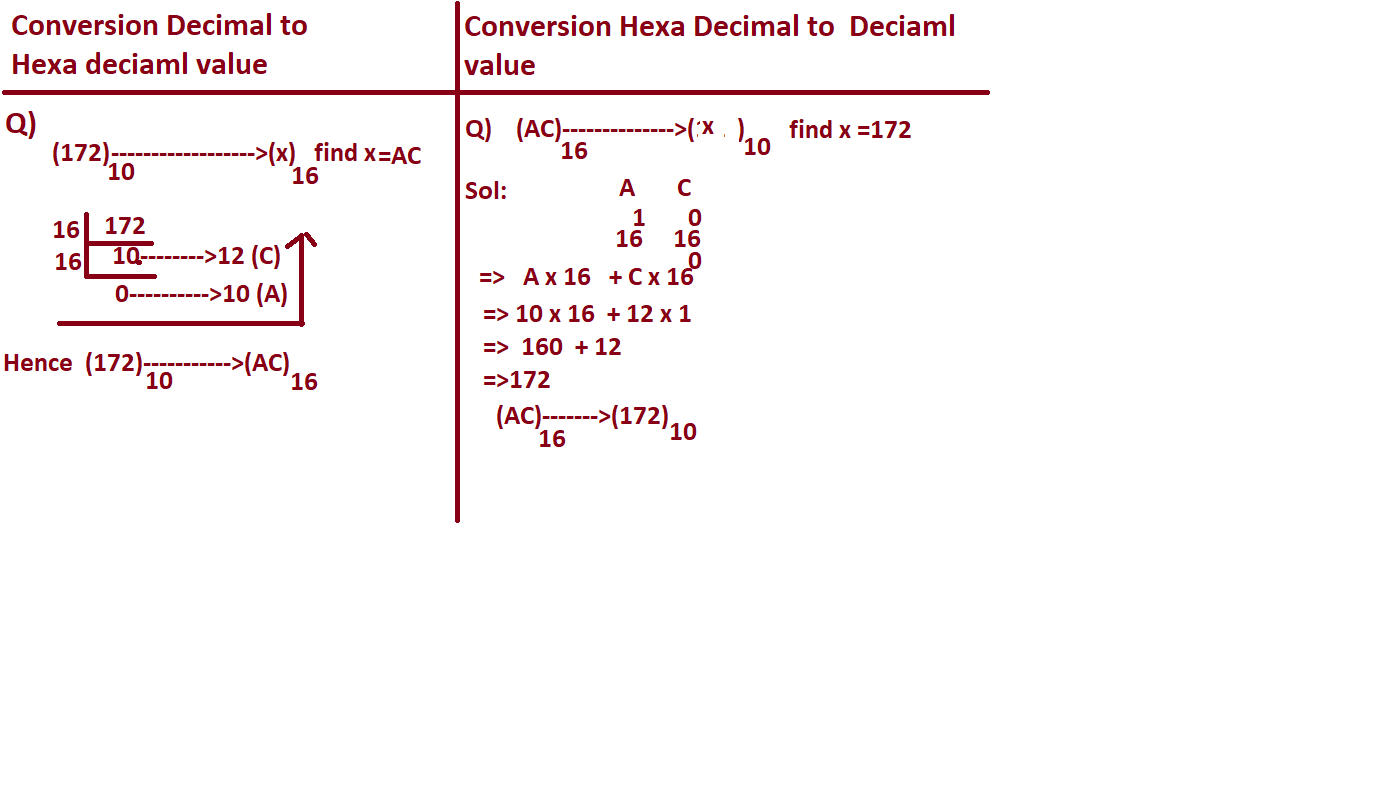 Conversion Decimal to
Hexa deciaml value
Q)
(172)------------------>(x) find x =AC
10 16
16 172
16 10--------->12 (C)
0---------->10 (A)
Hence (172)----------->(AC)
10 16
Conversion Hexa Decimal to Deciaml
value
Q) (AC)-------------->( x ) find x =172
16 10
Sol: A C
1 0
16 16
0
=> A x 16 + C x 16
=> 10 x 16 + 12 x 1
=> 160 + 12
=>172
(AC)------->(172)
16 10